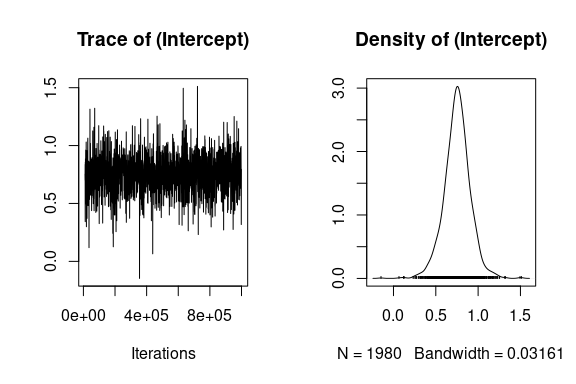 Trace of (Intercept)
0.0 0.5 1.0 1.5
0e+00 4e+05 8e+05
Iterations
Density of (Intercept)
0.0 1.0 2.0 3.0
0.0 0.5 1.0 1.5
N = 1980 Bandwidth = 0.03161